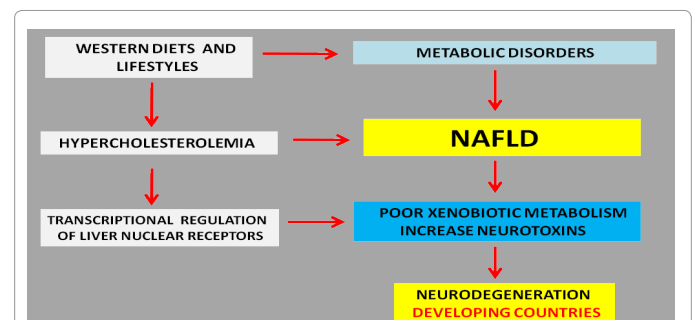 WESTERN DIETS AND
LIFESTYLES
METABOLIC DISORDERS
HYPERCHOLESTEROLEMIA
NAFLD
TRANSCRIPTIONAL REGULATION
OF LIVER NUCLEAR RECEPTORS
POOR XENOBIOTIC METABOLISM
INCREASE NEUROTOXINS
NEURODEGENERATION
DEVELOPING COUNTRIES